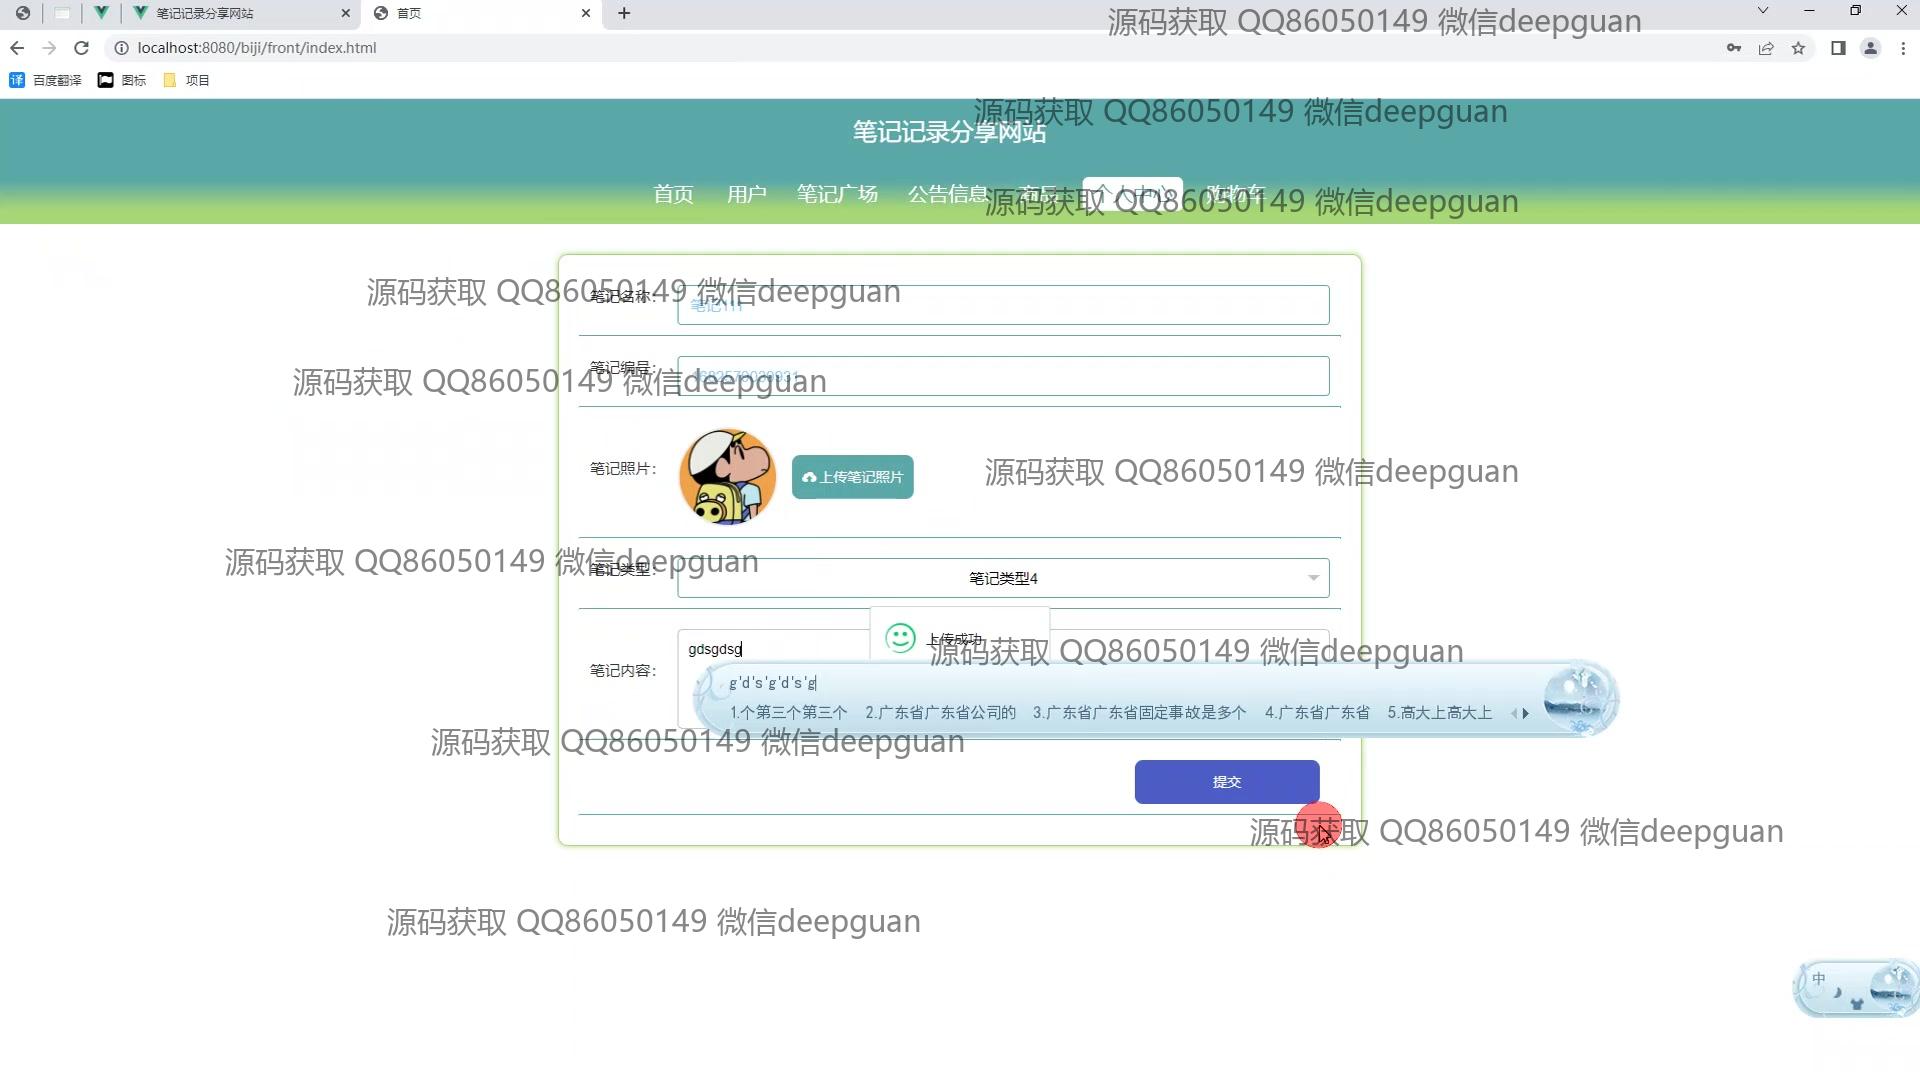 笔记记录分享网站
首页
源码获取 QQ86050149 微信deepguan
localhost:8080/biji/front/index.html
百度翻译
图标
项目
源码获取 QQ86050149 微信deepguan
笔记记录分享网站
首页 用户 笔记广场 公告信息 商品 个人中心 购物车
源码获取 QQ86050149 微信deepguan
源码获取 QQ86050149 微信deepguan
笔记名称：
笔记111
笔记编号：
源码获取 QQ86050149 微信deepguan
笔记照片：
上传笔记照片
源码获取 QQ86050149 微信deepguan
源码获取 QQ86050149 微信deepguan
笔记类型：
笔记类型4
上传成功
源码获取 QQ86050149 微信deepguan
笔记内容：
gdsgdsg
g'd's'g'd's'g
1.个第三个第三个 2.广东省广东省公司的 3.广东省广东省固定事故是多个 4.广东省广东省 5.高大上高大上
源码获取 QQ86050149 微信deepguan
提交
源码获取 QQ86050149 微信deepguan
源码获取 QQ86050149 微信deepguan
中